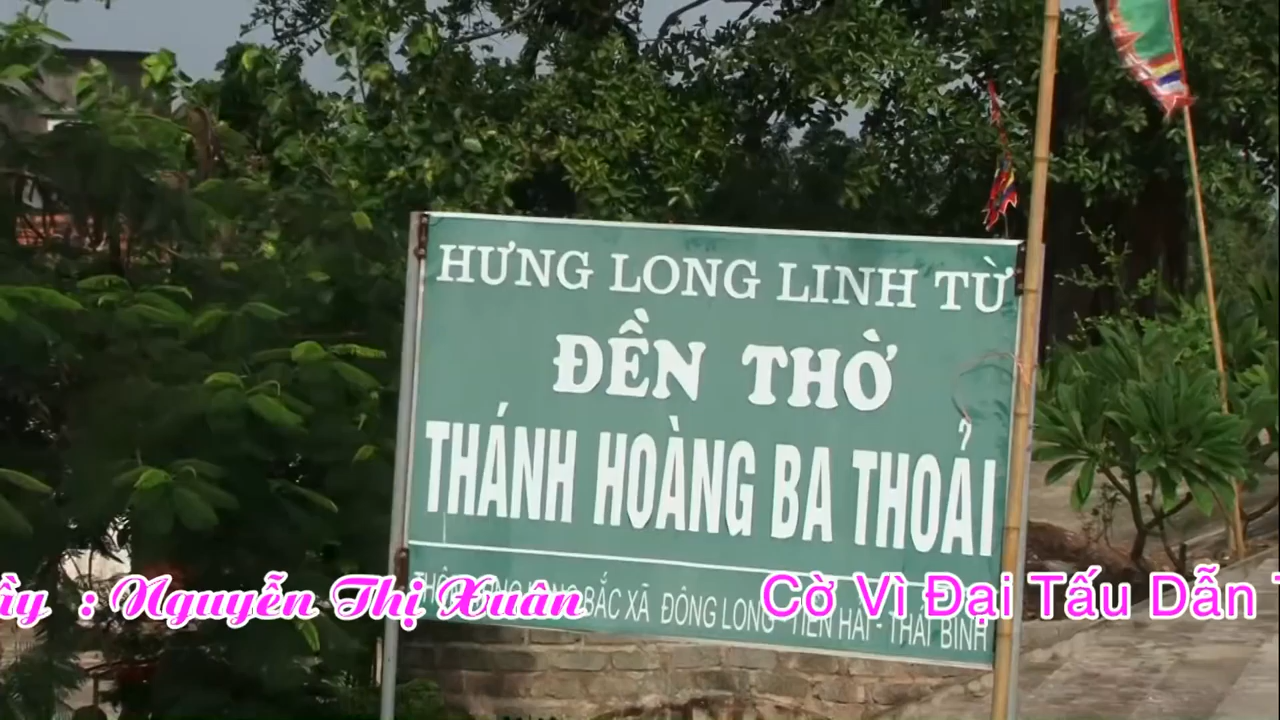 HƯNG LONG LINH TỪ
ĐỀN THỜ
THÁNH HOÀNG BA THOẢI
BẮC XÃ ĐÔNG LONG - TIỀN HẢI - THÁI BÌNH
: Nguyễn Thị Xuân
Cờ Vì Đại Tấu Dẫn